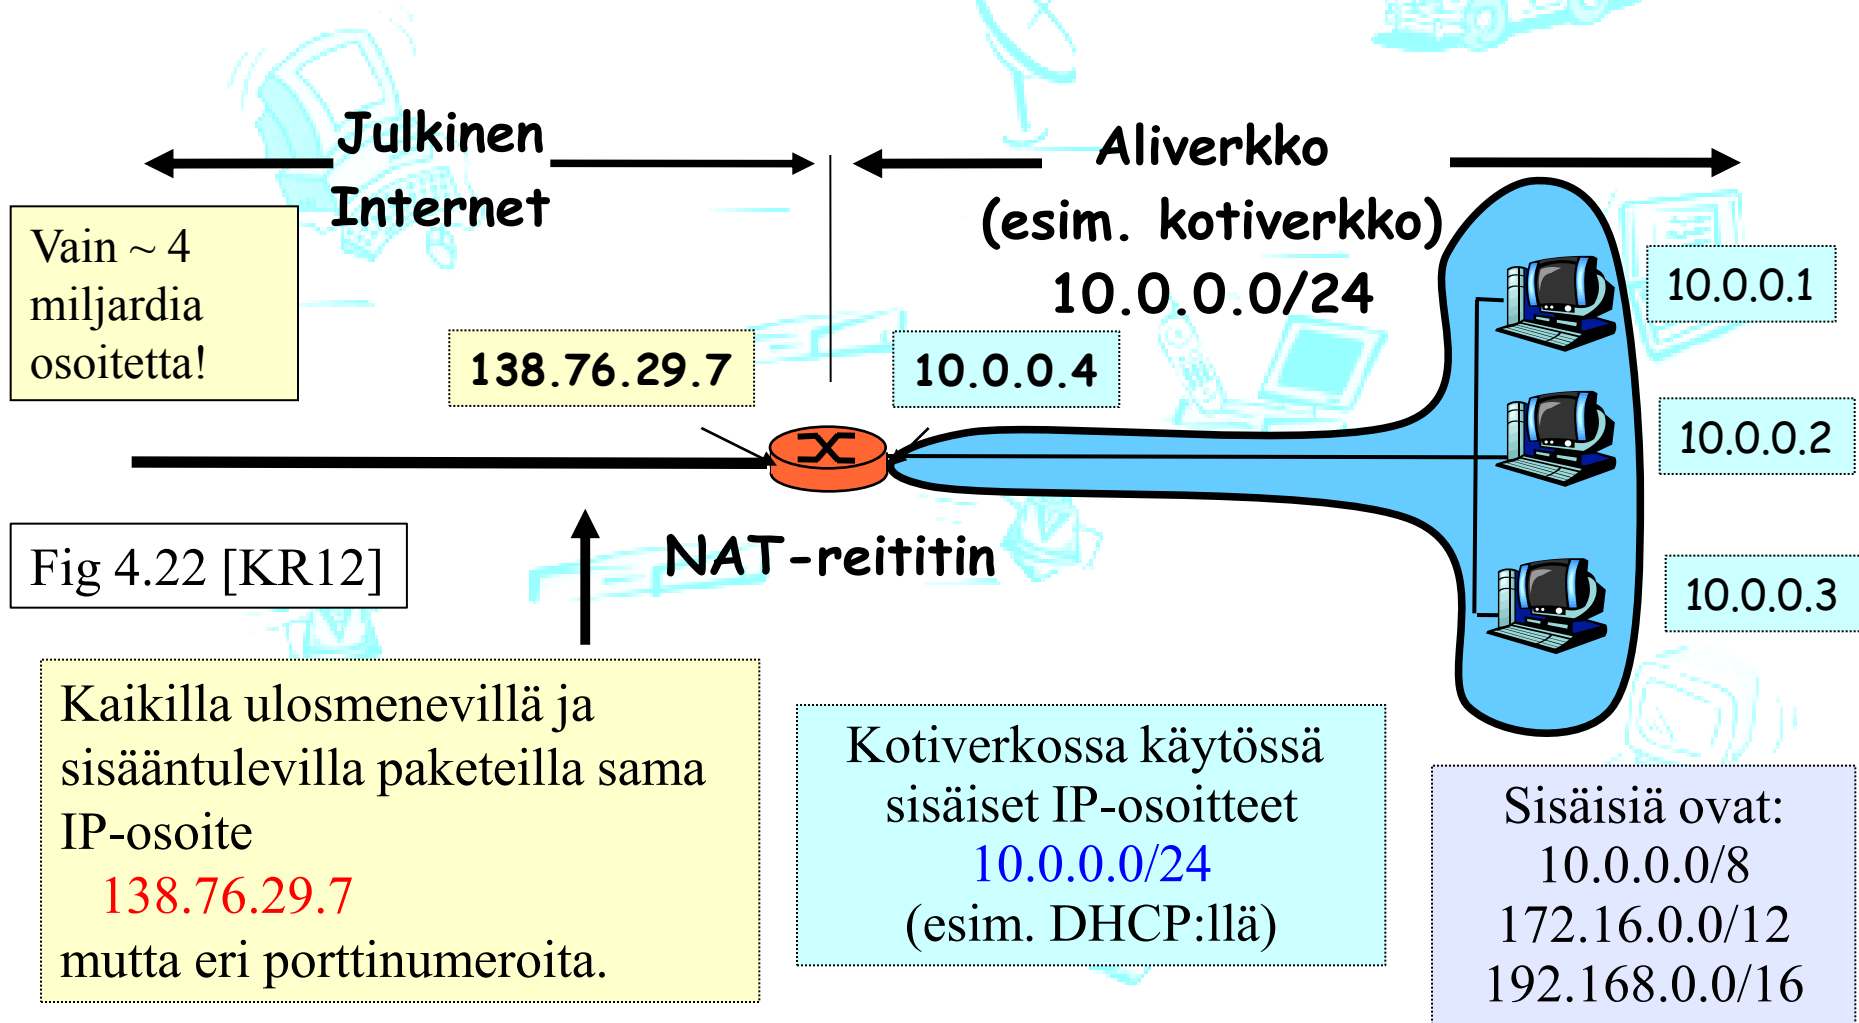 Julkinen
Internet
Aliverkko
(esim. kotiverkko)
10.0.0.0/24
Vain ~ 4
miljardia
osoitetta!
138.76.29.7
10.0.0.4
10.0.0.1
10.0.0.2
10.0.0.3
NAT-reititin
Fig 4.22 [KR12]
Kaikilla ulosmenevillä ja
sisääntulevilla paketeilla sama
IP-osoite
138.76.29.7
mutta eri porttinumeroita.
Kotiverkossa käytössä
sisäiset IP-osoitteet
10.0.0.0/24
(esim. DHCP:llä)
Sisäisiä ovat:
10.0.0.0/8
172.16.0.0/12
192.168.0.0/16